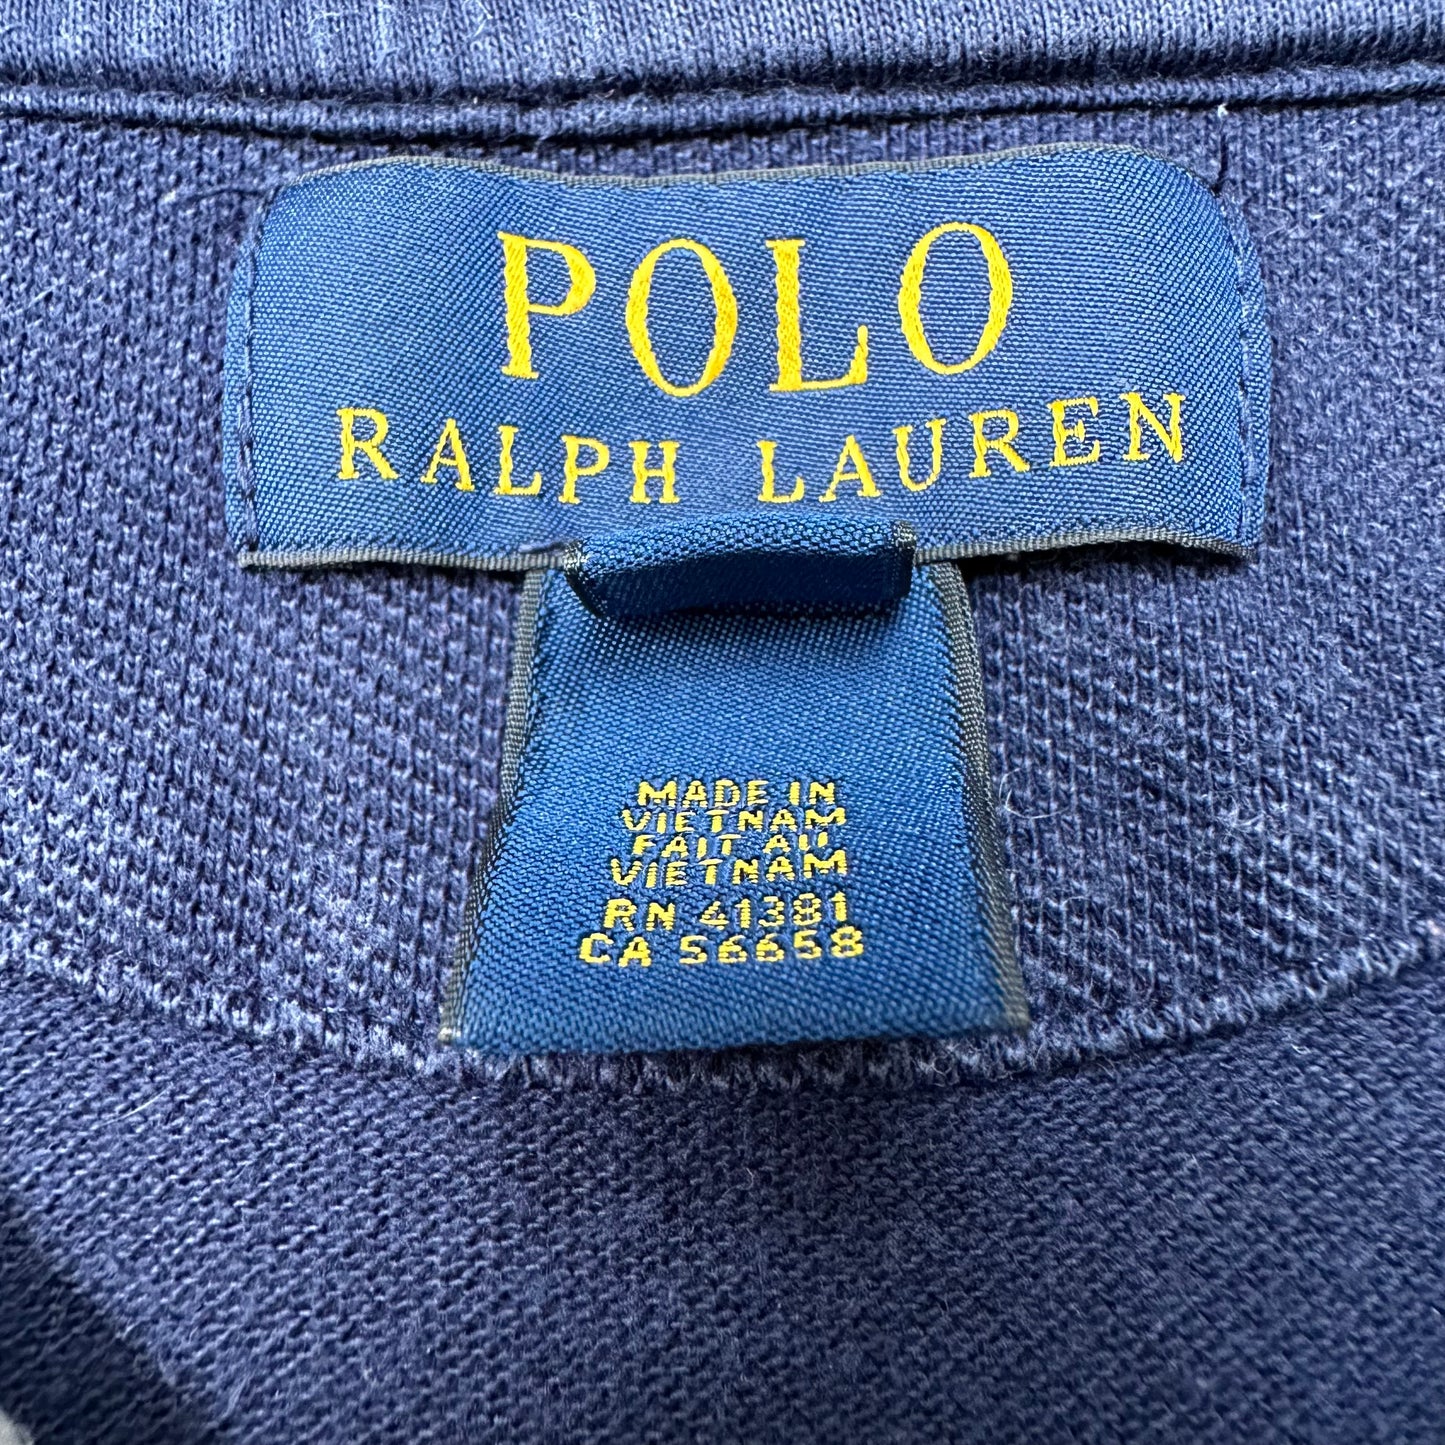 POLO
RALPH LAUREN
MADE IN
VIETNAM
FAIT AU
VIETNAM
RN 41381
CA 56658